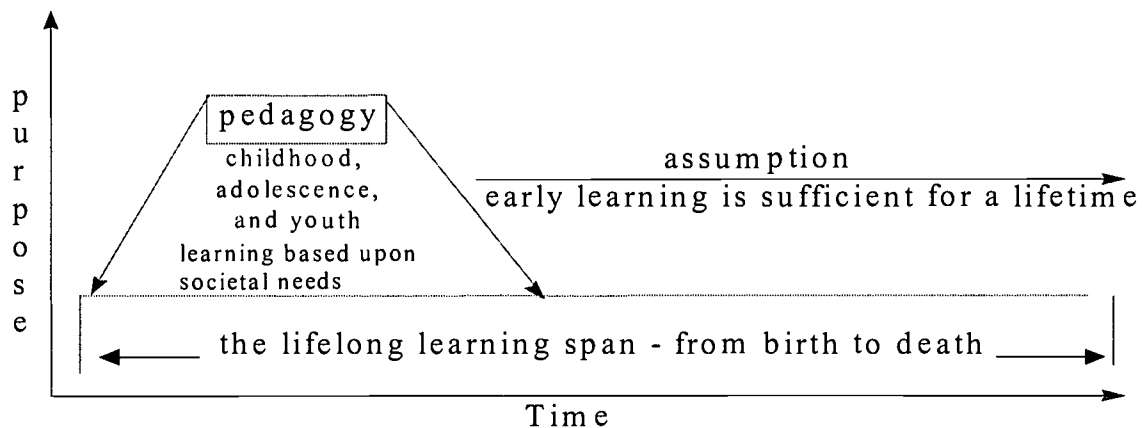 purpose
pedagogy
childhood,
adolescence,
and youth
learning based upon
societal needs
assumption
early learning is sufficient for a lifetime
the lifelong learning span - from birth to death
Time